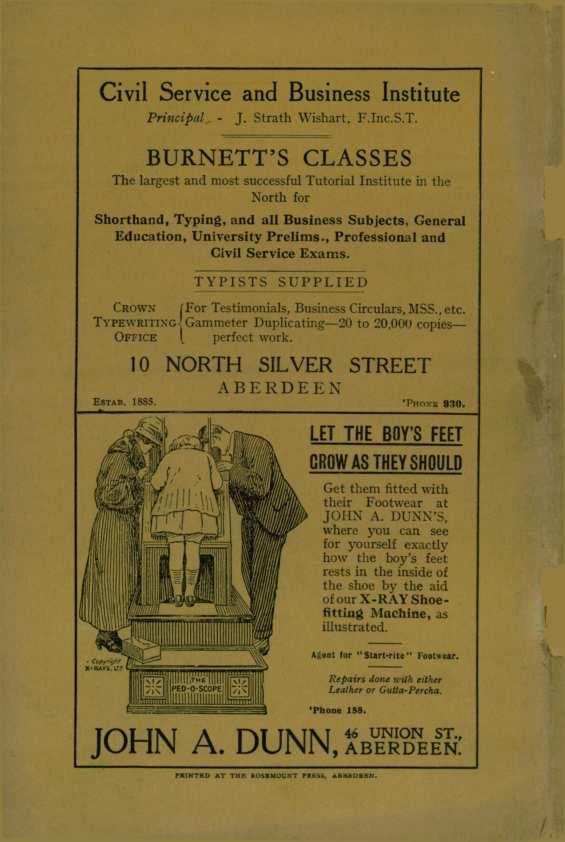 Civil Service and Business Institute
Principal - J. Strath Wishart, F.Inc.S.T.
BURNETT'S CLASSES
The largest and most successful Tutorial Institute in the
North for
Shorthand, Typing, and all Business Subjects, General
Education, University Prelims., Professional and
Civil Service Exams.
TYPISTS SUPPLIED
CROWN
TYPEWRITING
OFFICE
For Testimonials, Business Circulars, MSS., etc.
Gammeter Duplicating—20 to 20,000 copies—
perfect work.
10 NORTH SILVER STREET
ABERDEEN
ESTAB. 1885.
'PHONE 830.
LET THE BOY'S FEET
GROW AS THEY SHOULD
Get them fitted with
their Footwear at
JOHN A. DUNN'S,
where you can see
for yourself exactly
how the boy's feet
rests in the inside of
the shoe by the aid
of our X-RAY Shoe-
fitting Machine, as
illustrated.
Agent for "Start-rite" Footwear.
Repairs done with either
Leather or Gutta-Percha.
'Phone 158.
Copyright
X-RAYS, LTD
THE
PED-O-SCOPE
JOHN A. DUNN, 46 UNION ST.,
ABERDEEN.
PRINTED AT THE ROSEMOUNT PRESS, ABERDEEN.